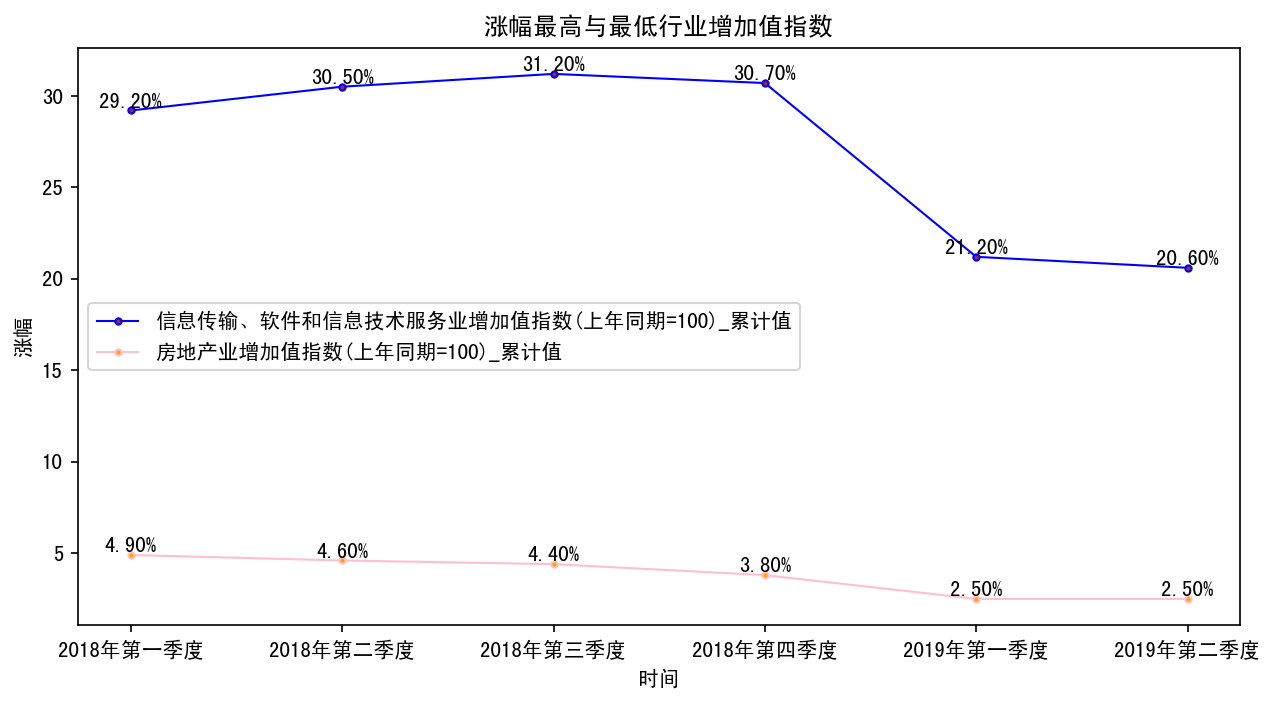 涨幅最高与最低行业增加值指数
29.20%
30.50%
31.20%
30.70%
21.20%
20.60%
30
25
20
15
10
5
涨幅
信息传输、软件和信息技术服务业增加值指数(上年同期=100)_累计值
房地产业增加值指数(上年同期=100)_累计值
4.90%
4.60%
4.40%
3.80%
2.50%
2.50%
2018年第一季度
2018年第二季度
2018年第三季度
2018年第四季度
2019年第一季度
2019年第二季度
时间